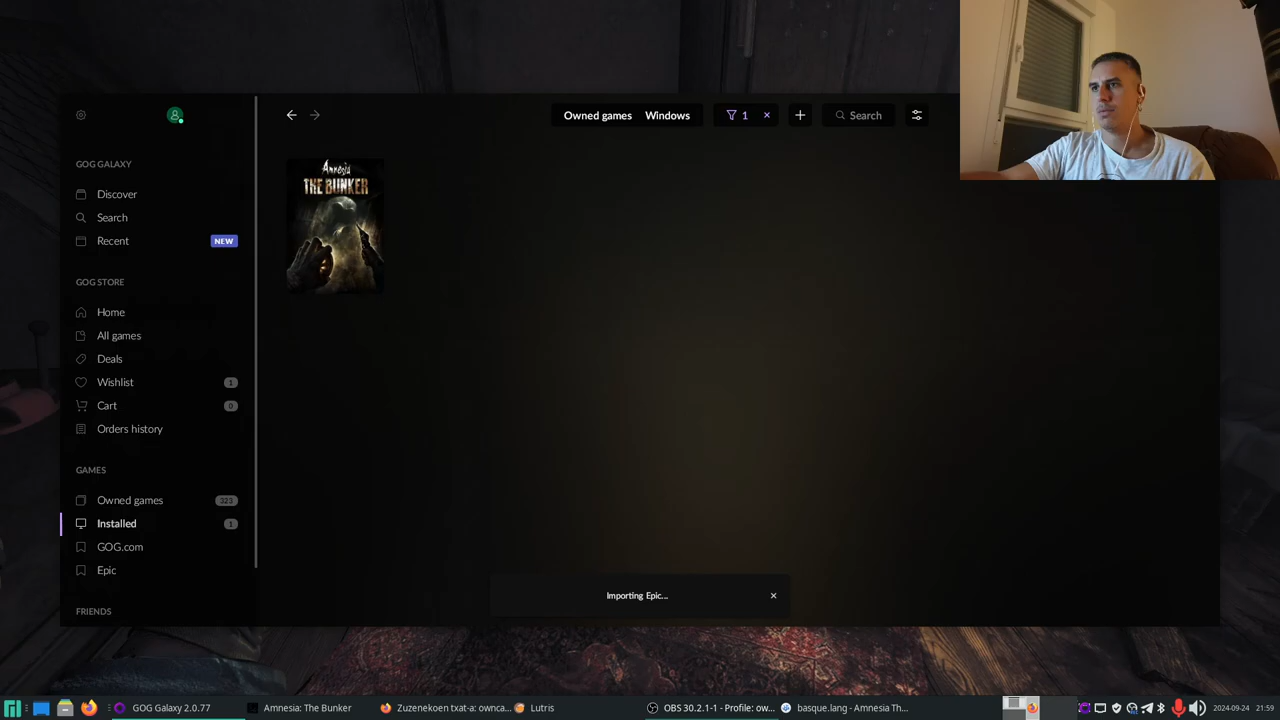 Owned games
Windows
1
×
Search
GOG GALAXY
Discover
Search
Recent
NEW
GOG STORE
Home
All games
Deals
Wishlist
1
Cart
0
Orders history
GAMES
Owned games
323
Installed
1
GOG.com
Epic
FRIENDS
Amnesia
THE BUNKER
Importing Epic...
GOG Galaxy 2.0.77
Amnesia: The Bunker
Zuzenekoen txat-a: ownca...
Lutris
OBS 30.2.1-1 - Profile: ow...
basque.lang - Amnesia Th...
2024-09-24
21:59